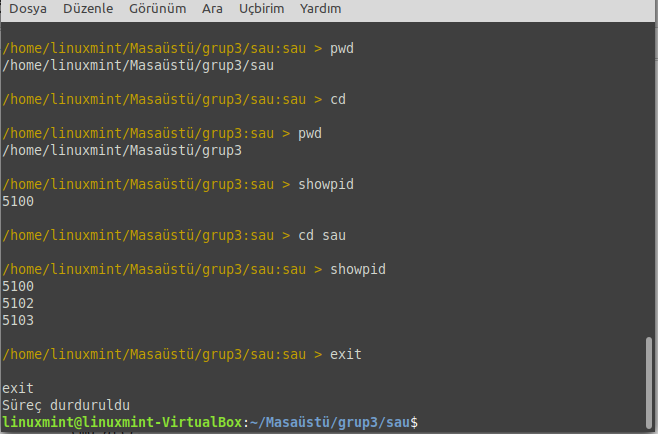 Dosya Düzenle Görünüm Ara Uçbirim Yardım
/home/linuxmint/Masaüstü/grup3/sau:sau > pwd
/home/linuxmint/Masaüstü/grup3/sau
/home/linuxmint/Masaüstü/grup3/sau:sau > cd
/home/linuxmint/Masaüstü/grup3:sau > pwd
/home/linuxmint/Masaüstü/grup3
/home/linuxmint/Masaüstü/grup3:sau > showpid
5100
/home/linuxmint/Masaüstü/grup3:sau > cd sau
/home/linuxmint/Masaüstü/grup3/sau:sau > showpid
5100
5102
5103
/home/linuxmint/Masaüstü/grup3/sau:sau > exit
exit
Süreç durduruldu
linuxmint@linuxmint-VirtualBox:~/Masaüstü/grup3/sau$